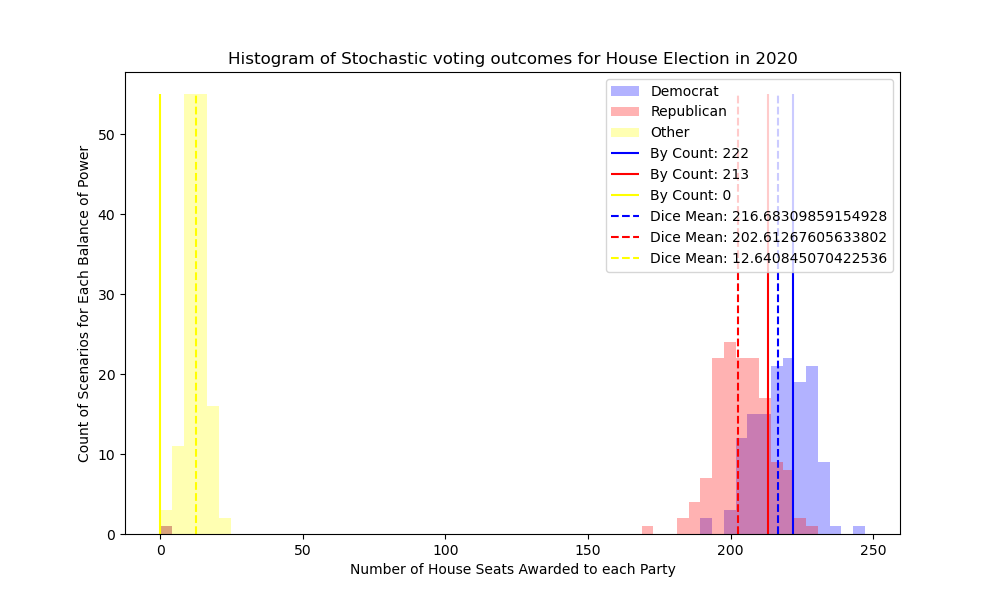 Histogram of Stochastic voting outcomes for House Election in 2020
Count of Scenarios for Each Balance of Power
50
40
30
20
10
0
Democrat
Republican
Other
By Count: 222
By Count: 213
By Count: 0
Dice Mean: 216.68309859154928
Dice Mean: 202.61267605633802
Dice Mean: 12.640845070422536
0 50 100 150 200 250
Number of House Seats Awarded to each Party